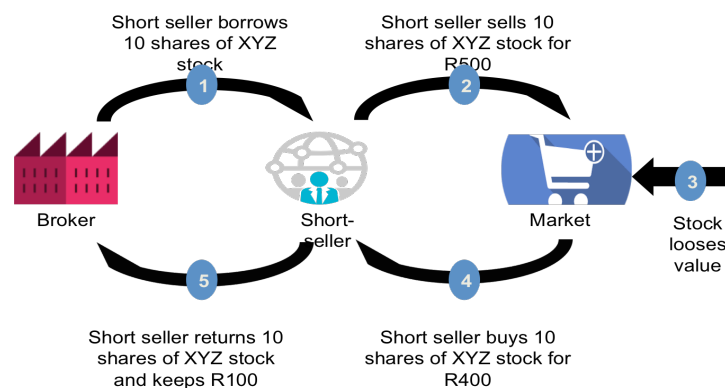 Short seller borrows
10 shares of XYZ
stock
1
Short seller sells 10
shares of XYZ stock for
R500
2
Broker
Short-
seller
Market
3
Stock
looses
value
5
4
Short seller returns 10
shares of XYZ stock
and keeps R100
Short seller buys 10
shares of XYZ stock for
R400